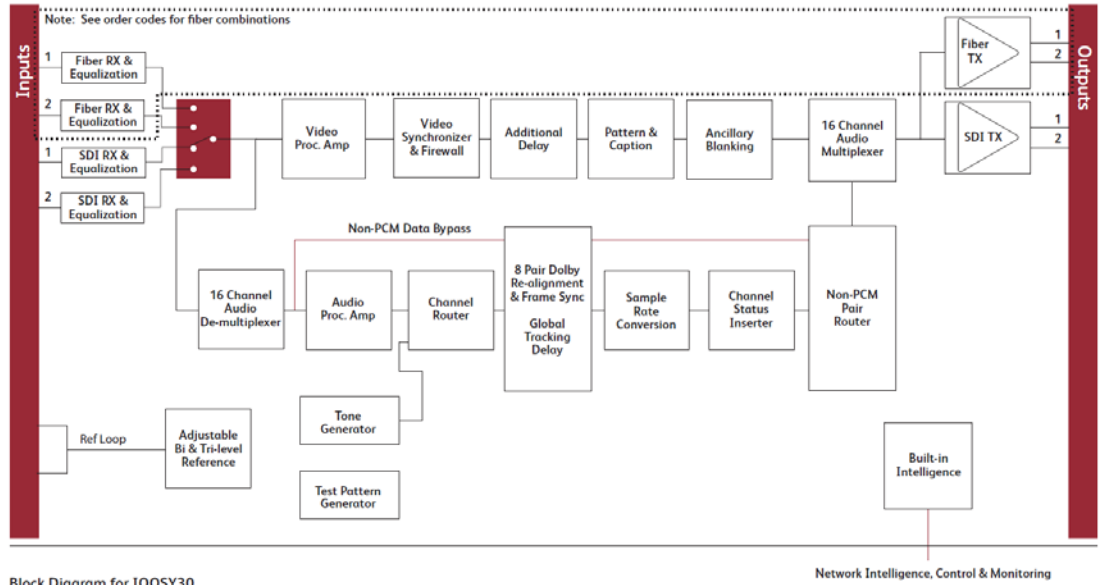 Note: See order codes for fiber combinations
Inputs
Outputs
1
Fiber RX &
Equalization
2
Fiber RX &
Equalization
1
SDI RX &
Equalization
2
SDI RX &
Equalization
Video
Proc. Amp
Video
Synchronizer
& Firewall
Additional
Delay
Pattern &
Caption
Ancillary
Blanking
16 Channel
Audio
Multiplexer
Fiber
TX
1
2
SDI TX
1
2
Non-PCM Data Bypass
16 Channel
Audio
De-multiplexer
Audio
Proc. Amp
Channel
Router
8 Pair Dolby
Re-alignment
& Frame Sync
Global
Tracking
Delay
Sample
Rate
Conversion
Channel
Status
Inserter
Non-PCM
Pair
Router
Ref Loop
Adjustable
Bi & Tri-level
Reference
Tone
Generator
Test Pattern
Generator
Built-in
Intelligence
Network Intelligence, Control & Monitoring
Block Diagram for IQOSY30